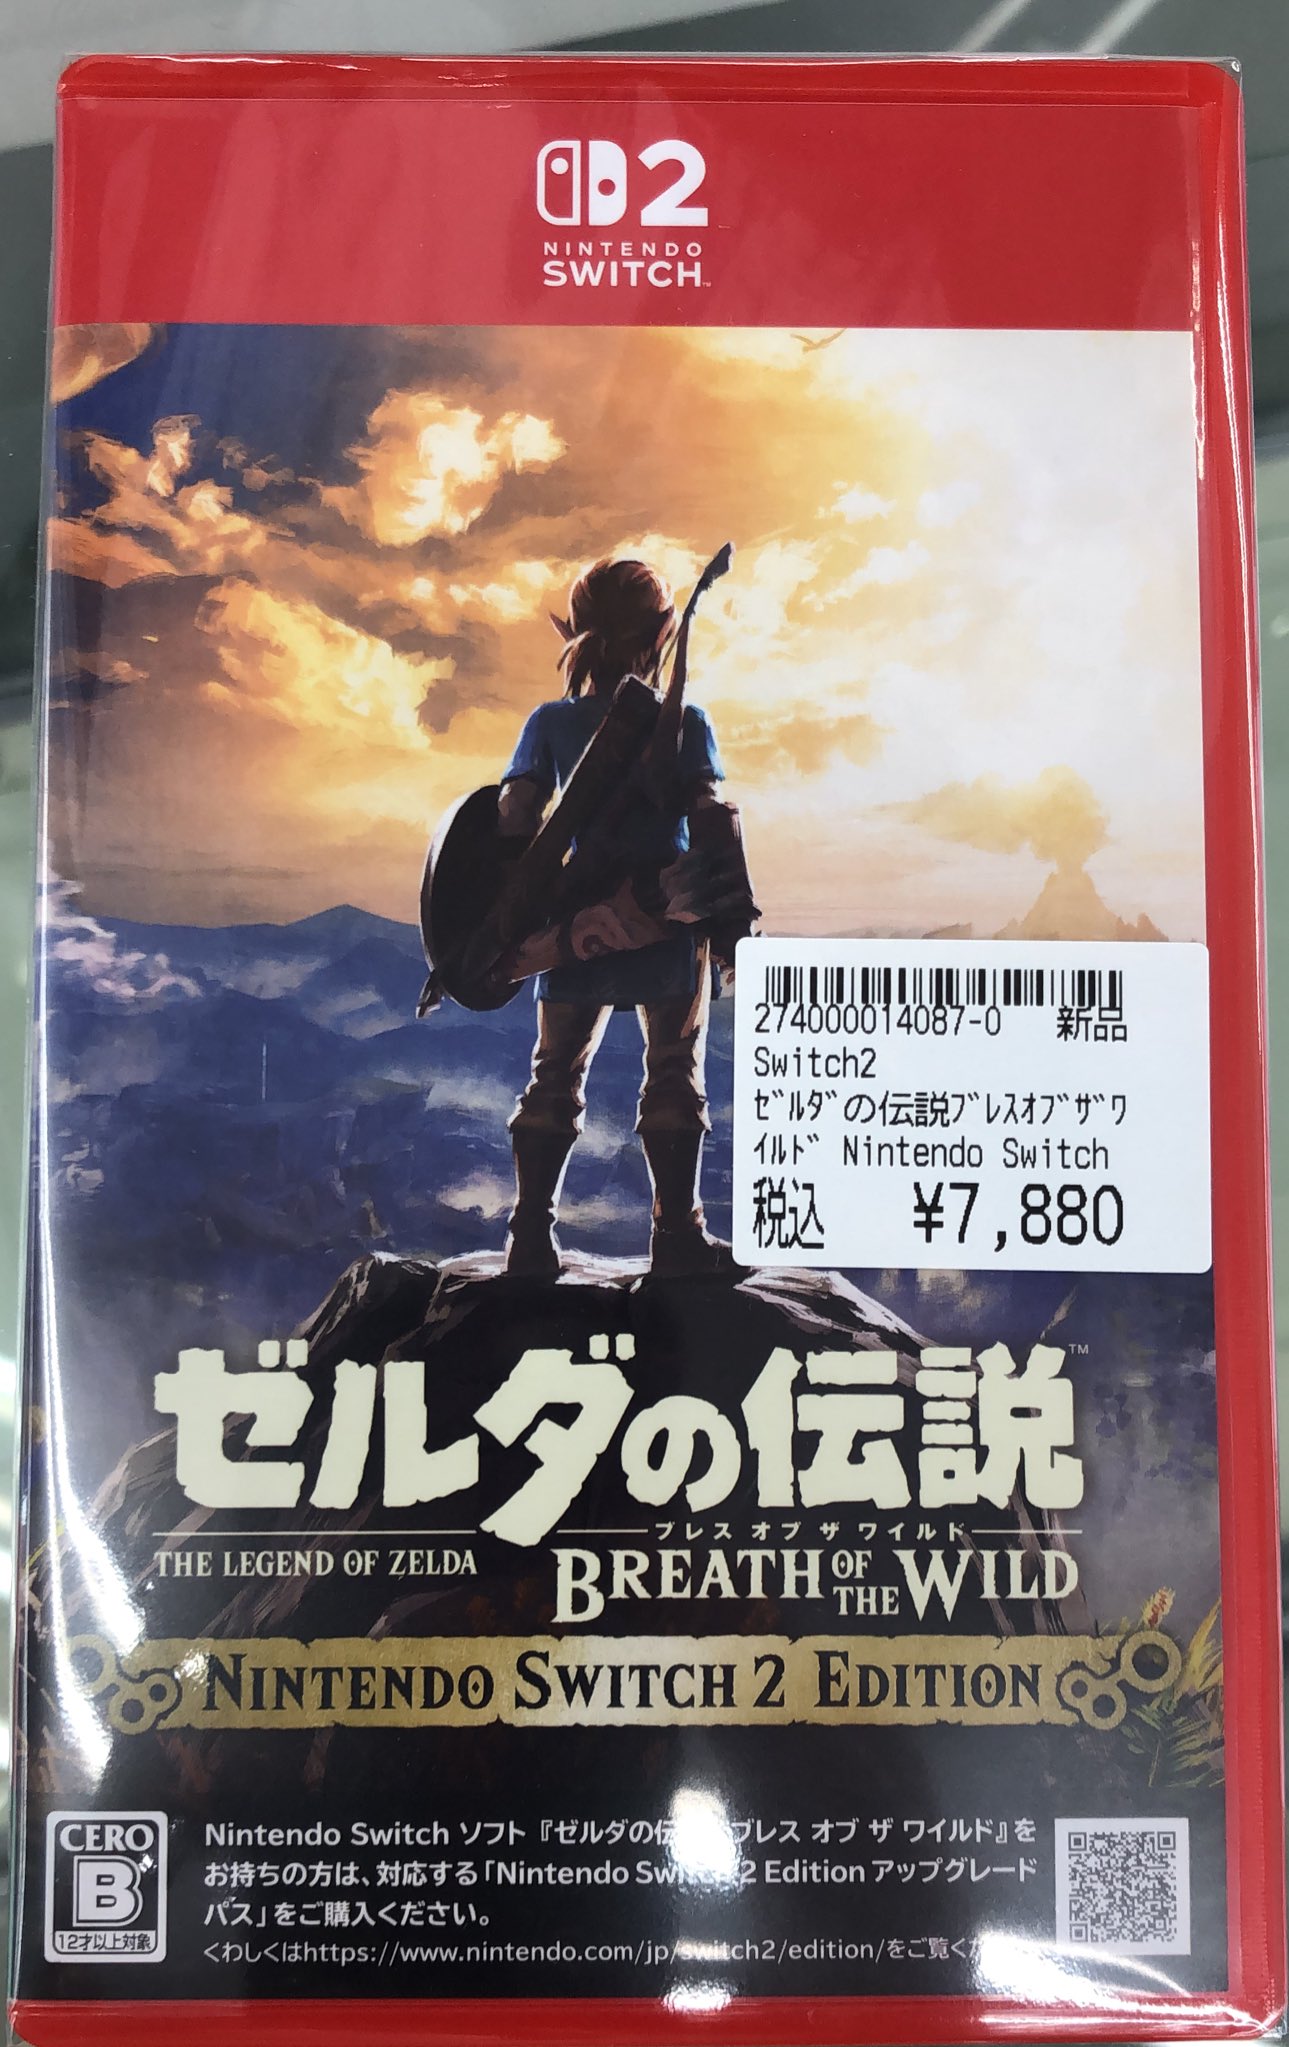 2
NINTENDO
SWITCH™
274000014087-0 新品
Switch2
ｾﾞﾙﾀﾞの伝説ﾌﾞﾚｽｵﾌﾞｻﾞﾜ
ｲﾙﾄﾞ Nintendo Switch
税込 ¥7,880
ゼルダの伝説™
ブレス オブ ザ ワイルド
THE LEGEND OF ZELDA
BREATH OF THE WILD
NINTENDO SWITCH 2 EDITION
CERO
B
12才以上対象
Nintendo Switch ソフト『ゼルダの伝 ブレス オブ ザ ワイルド』を
お持ちの方は、対応する「Nintendo Sw 2 Edition アップグレード
パス」をご購入ください。
くわしくはhttps://www.nintendo.com/jp/switch2/edition/をご覧く